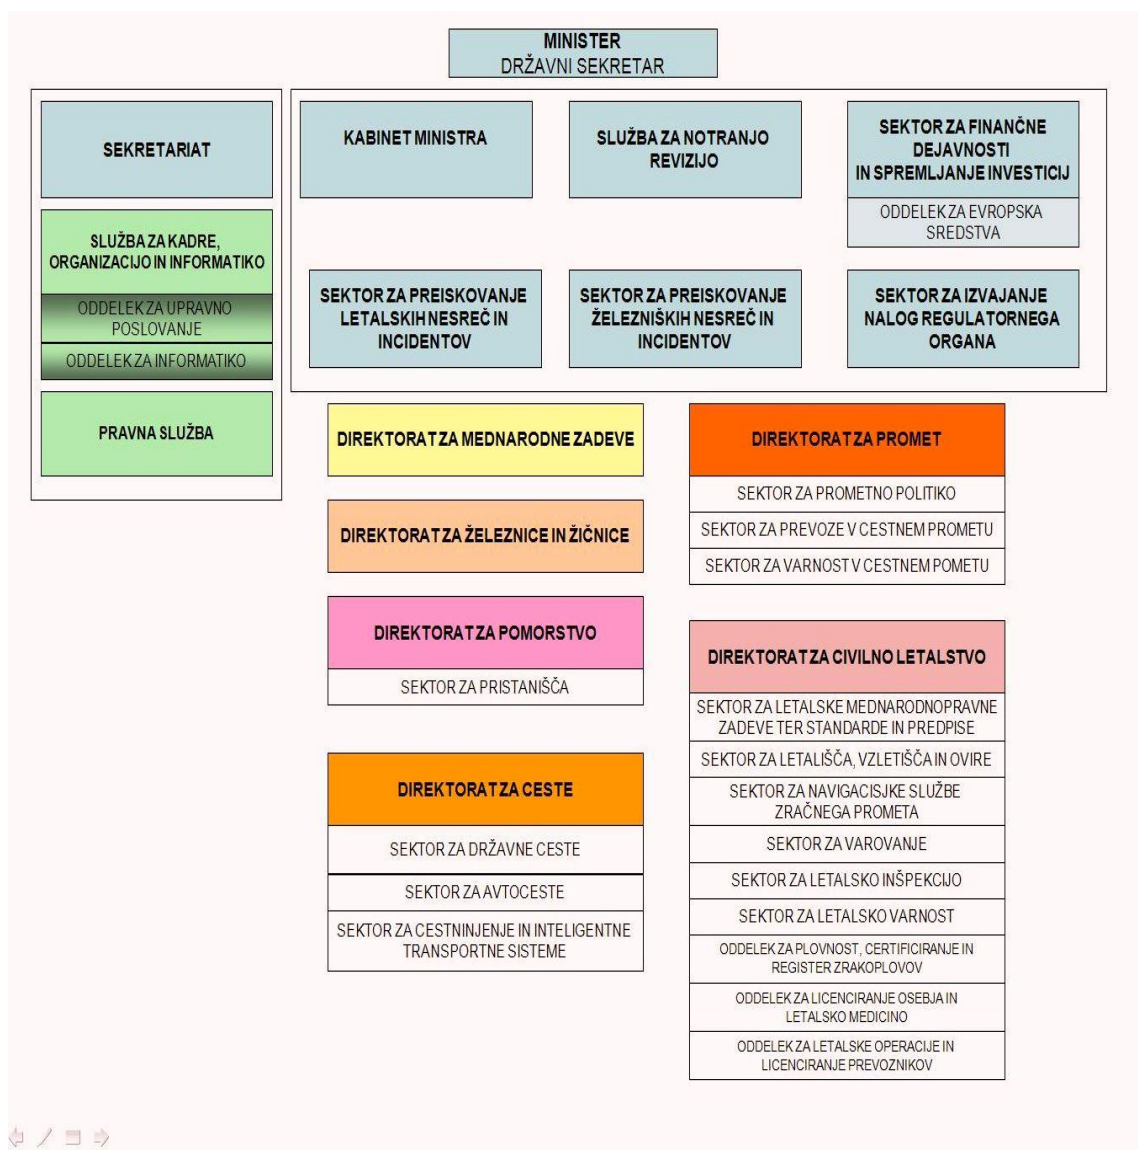 MINISTER
DRŽAVNI SEKRETAR
SEKRETARIAT
SLUŽBA ZA KADRE,
ORGANIZACIJO IN INFORMATIKO
ODDELEK ZA UPRAVNO
POSLOVANJE
ODDELEK ZA INFORMATIKO
PRAVNA SLUŽBA
KABINET MINISTRA
SLUŽBA ZA NOTRANJO
REVIZIJO
SEKTOR ZA FINANČNE
DEJAVNOSTI
IN SPREMLJANJE INVESTICIJ
ODDELEK ZA EVROPSKA
SREDSTVA
SEKTOR ZA PREISKOVANJE
LETALSKIH NESREČ IN
INCIDENTOV
SEKTOR ZA PREISKOVANJE
ŽELEZNIŠKIH NESREČ IN
INCIDENTOV
SEKTOR ZA IZVAJANJE
NALOG REGULATORNEGA
ORGANA
DIREKTORAT ZA MEDNARODNE ZADEVE
DIREKTORAT ZA ŽELEZNICE IN ŽIČNICE
DIREKTORAT ZA POMORSTVO
SEKTOR ZA PRISTANIŠČA
DIREKTORAT ZA CESTE
SEKTOR ZA DRŽAVNE CESTE
SEKTOR ZA AVTOCESTE
SEKTOR ZA CESTNINJENJE IN INTELIGENTNE
TRANSPORTNE SISTEME
DIREKTORAT ZA PROMET
SEKTOR ZA PROMETNO POLITIKO
SEKTOR ZA PREVOZE V CESTNEM PROMETU
SEKTOR ZA VARNOST V CESTNEM POMETU
DIREKTORAT ZA CIVILNO LETALSTVO
SEKTOR ZA LETALSKE MEDNARODNOPRAVNE
ZADEVE TER STANDARDE IN PREDPISE
SEKTOR ZA LETALIŠČA, VZLETIŠČA IN OVIRE
SEKTOR ZA NAVIGACISJKE SLUŽBE
ZRAČNEGA PROMETA
SEKTOR ZA VAROVANJE
SEKTOR ZA LETALSKO INŠPEKCIJO
SEKTOR ZA LETALSKO VARNOST
ODDELEK ZA PLOVNOST, CERTIFICIRANJE IN
REGISTER ZRAKOPLOVOV
ODDELEK ZA LICENCIRANJE OSEBJA IN
LETALSKO MEDICINO
ODDELEK ZA LETALSKE OPERACIJE IN
LICENCIRANJE PREVOZNIKOV